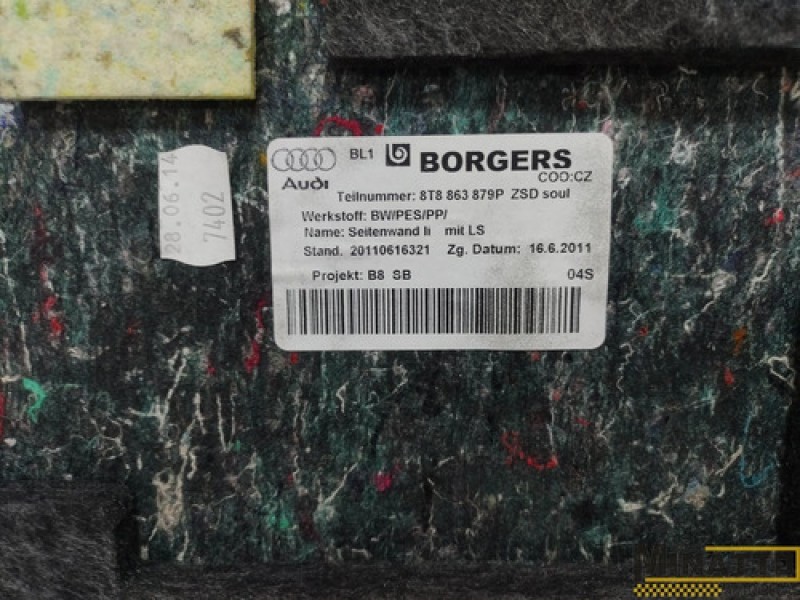 28.06.14
7402
Audi
BL1
BORGERS
COO:CZ
Teilnummer: 8T8 863 879P ZSD soul
Werkstoff: BW/PES/PP/
Name: Seitenwand li mit LS
Stand. 20110616321 Zg. Datum: 16.6.2011
Projekt: B8 SB 04S